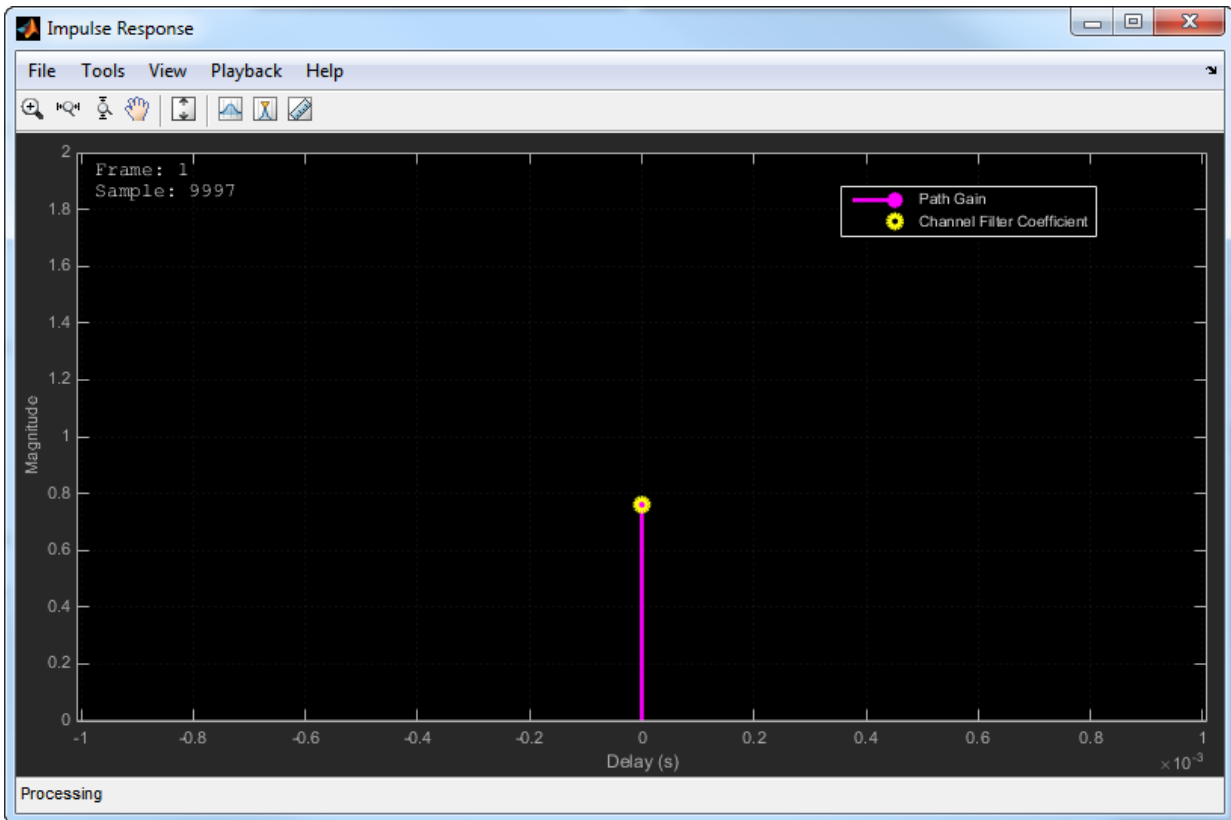 Impulse Response
File Tools View Playback Help
Frame: 1
Sample: 9997
Path Gain
Channel Filter Coefficient
2
1.8
1.6
1.4
1.2
1
0.8
0.6
0.4
0.2
0
Magnitude
-1 -0.8 -0.6 -0.4 -0.2 0 0.2 0.4 0.6 0.8 1
Delay (s)
×10⁻³
Processing